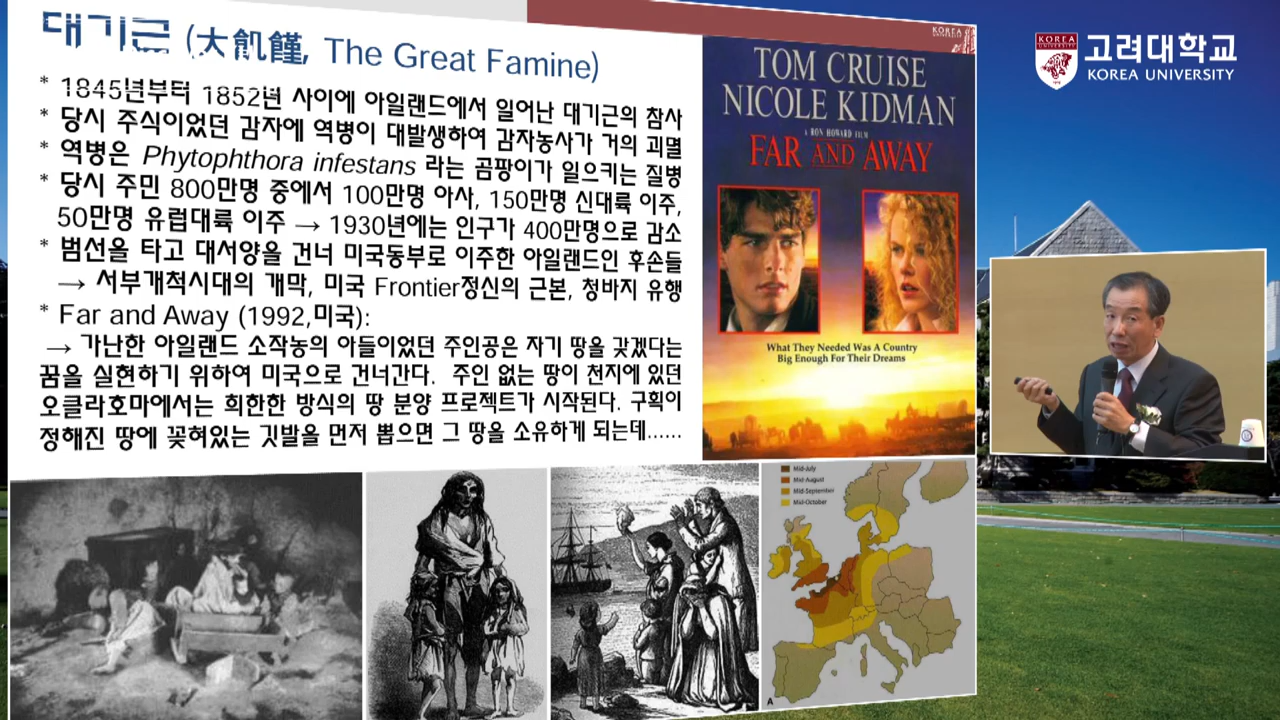 대기근 (大飢饉, The Great Famine)
* 1845년부터 1852년 사이에 아일랜드에서 일어난 대기근의 참사
* 당시 주식이었던 감자에 역병이 대발생하여 감자농사가 거의 괴멸
* 역병은 Phytophthora infestans 라는 곰팡이가 일으키는 질병
* 당시 주민 800만명 중에서 100만명 아사, 150만명 신대륙 이주,
50만명 유럽대륙 이주 → 1930년에는 인구가 400만명으로 감소
* 범선을 타고 대서양을 건너 미국동부로 이주한 아일랜드인 후손들
→ 서부개척시대의 개막, 미국 Frontier정신의 근본, 청바지 유행
* Far and Away (1992,미국):
→ 가난한 아일랜드 소작농의 아들이었던 주인공은 자기 땅을 갖겠다는
꿈을 실현하기 위하여 미국으로 건너간다. 주인 없는 땅이 천지에 있던
오클라호마에서는 희한한 방식의 땅 분양 프로젝트가 시작된다. 구획이
정해진 땅에 꽂혀있는 깃발을 먼저 뽑으면 그 땅을 소유하게 되는데......
KOREA
UNIVERSITY
TOM CRUISE
NICOLE KIDMAN
A RON HOWARD FILM
FAR AND AWAY
What They Needed Was A Country
Big Enough For Their Dreams
Mid-July
Mid-August
Mid-September
Mid-October
A
KOREA
UNIVERSITY
고려대학교
KOREA UNIVERSITY